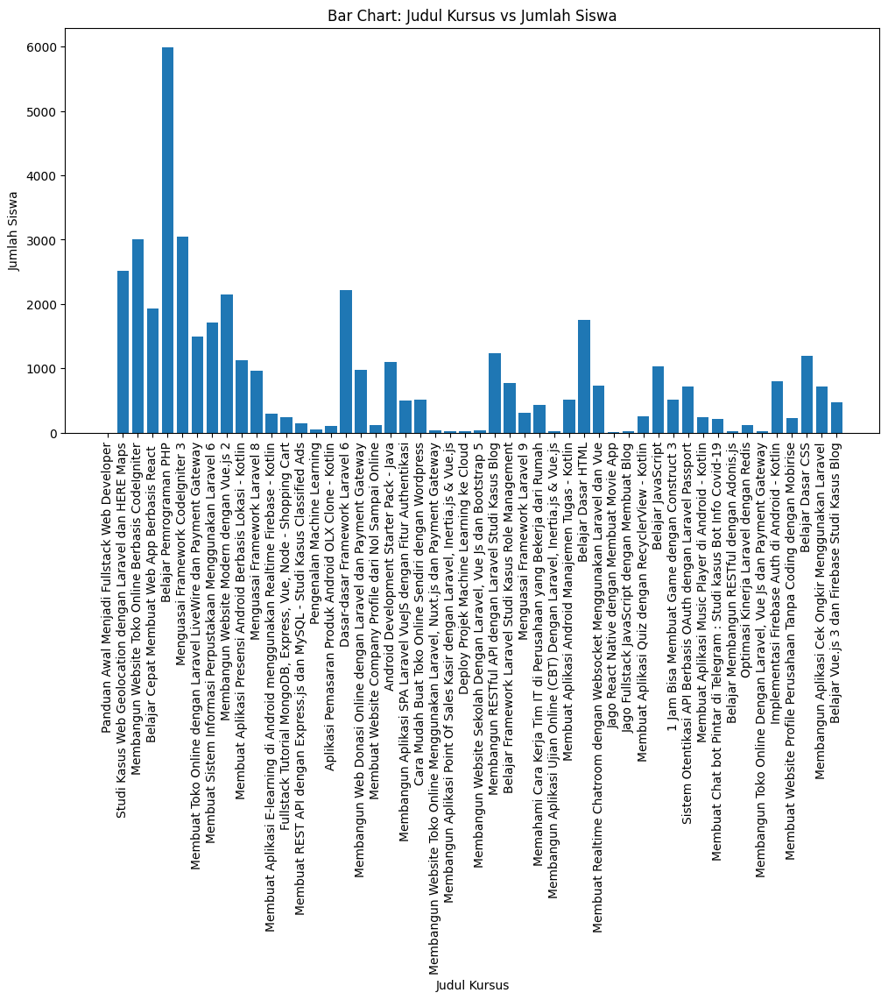 Bar Chart: Judul Kursus vs Jumlah Siswa
Jumlah Siswa
6000
5000
4000
3000
2000
1000
0
Panduan Awal Menjadi Fullstack Web Developer
Studi Kasus Web Geolocation dengan Laravel dan HERE Maps
Membangun Website Toko Online Berbasis CodeIgniter
Belajar Cepat Membuat Web App Berbasis React
Belajar Pemrograman PHP
Menguasai Framework CodeIgniter 3
Membuat Toko Online dengan Laravel LiveWire dan Payment Gateway
Membuat Sistem Informasi Perpustakaan Menggunakan Laravel 6
Membangun Website Modern dengan Vue.js 2
Membuat Aplikasi Presensi Android Berbasis Lokasi - Kotlin
Menguasai Framework Laravel 8
Membuat Aplikasi E-learning di Android menggunakan Realtime Firebase - Kotlin
Fullstack Tutorial MongoDB, Express, Vue, Node - Shopping Cart
Membuat REST API dengan Express.js dan MySQL - Studi Kasus Classified Ads
Pengenalan Machine Learning
Aplikasi Pemasaran Produk Android OLX Clone - Kotlin
Dasar-dasar Framework Laravel 6
Membangun Web Donasi Online dengan Laravel dan Payment Gateway
Membuat Website Company Profile dari Nol Sampai Online
Android Development Starter Pack - Java
Membangun Aplikasi SPA Laravel VueJS dengan Fitur Authentikasi
Cara Mudah Buat Toko Online Sendiri dengan Wordpress
Membangun Website Toko Online Menggunakan Laravel, Nuxt.js dan Payment Gateway
Membangun Aplikasi Point Of Sales Kasir dengan Laravel, Inertia.js & Vue.js
Deploy Projek Machine Learning ke Cloud
Membangun Website Sekolah Dengan Laravel, Vue Js dan Bootstrap 5
Membangun RESTful API dengan Laravel Studi Kasus Blog
Belajar Framework Laravel Studi Kasus Role Management
Menguasai Framework Laravel 9
Memahami Cara Kerja Tim IT di Perusahaan yang Bekerja dari Rumah
Membangun Aplikasi Ujian Online (CBT) Dengan Laravel, Inertia.js & Vue.js
Membuat Aplikasi Android Manajemen Tugas - Kotlin
Belajar Dasar HTML
Membuat Realtime Chatroom dengan Websocket Menggunakan Laravel dan Vue
Jago React Native dengan Membuat Movie App
Jago Fullstack JavaScript dengan Membuat Blog
Membuat Aplikasi Quiz dengan RecyclerView - Kotlin
Belajar JavaScript
1 Jam Bisa Membuat Game dengan Construct 3
Sistem Otentikasi API Berbasis OAuth dengan Laravel Passport
Membuat Aplikasi Music Player di Android - Kotlin
Membuat Chat bot Pintar di Telegram : Studi kasus Bot Info Covid-19
Belajar Membangun RESTful dengan Adonis.js
Optimasi Kinerja Laravel dengan Redis
Membangun Toko Online Dengan Laravel, Vue Js dan Payment Gateway
Implementasi Firebase Auth di Android - Kotlin
Membuat Website Profile Perusahaan Tanpa Coding dengan Mobirise
Belajar Dasar CSS
Membangun Aplikasi Cek Ongkir Menggunakan Laravel
Belajar Vue.js 3 dan Firebase Studi Kasus Blog
Judul Kursus